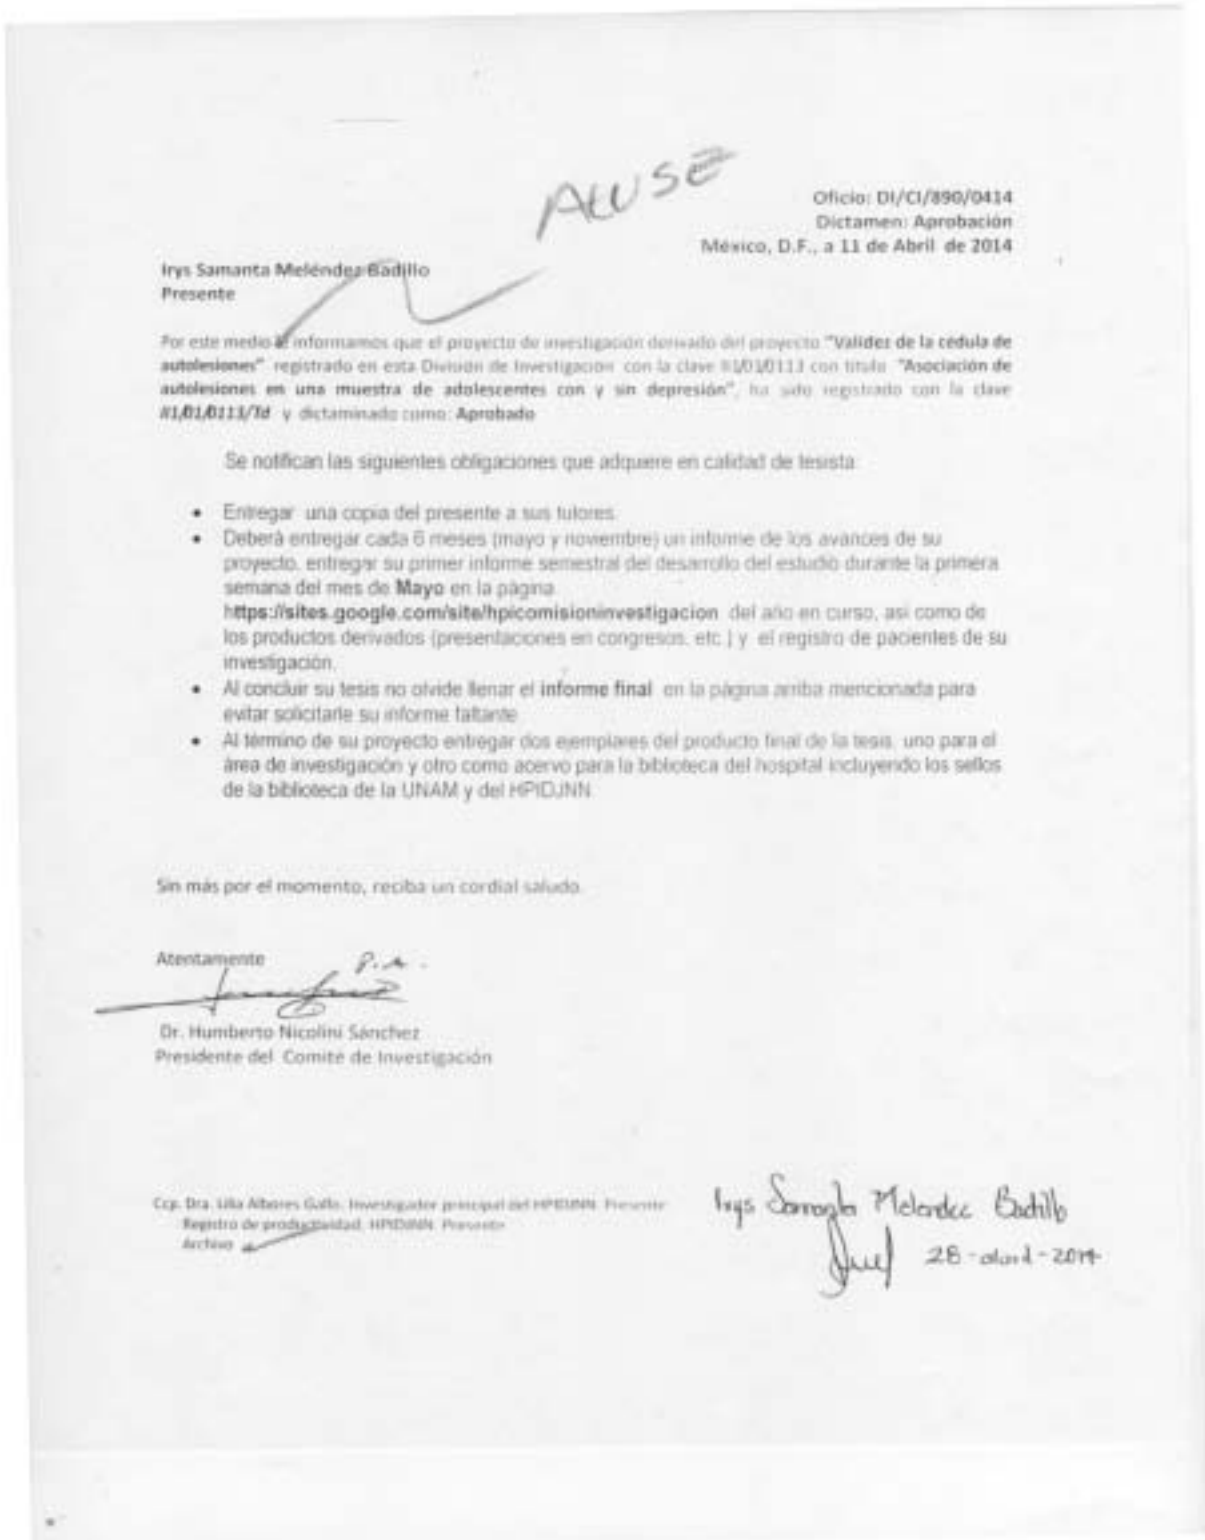 ACUSE
Oficio: DI/CI/890/0414
Dictamen: Aprobación
México, D.F., a 11 de Abril de 2014
Irys Samanta Meléndez Badillo
Presente
Por este medio le informamos que el proyecto de investigación derivado del proyecto "Validez de la cédula de
autolesiones" registrado en esta División de Investigación con la clave II1/01/0113 con título "Asociación de
autolesiones en una muestra de adolescentes con y sin depresión", ha sido registrado con la clave
II1/01/0113/Td y dictaminado como: Aprobado
Se notifican las siguientes obligaciones que adquiere en calidad de tesista:
• Entregar una copia del presente a sus tutores.
• Deberá entregar cada 6 meses (mayo y noviembre) un informe de los avances de su
proyecto, entregar su primer informe semestral del desarrollo del estudio durante la primera
semana del mes de Mayo en la página
https://sites.google.com/site/hpicomisioninvestigacion del año en curso, así como de
los productos derivados (presentaciones en congresos, etc.) y el registro de pacientes de su
investigación.
• Al concluir su tesis no olvide llenar el informe final en la página arriba mencionada para
evitar solicitarle su informe faltante
• Al término de su proyecto entregar dos ejemplares del producto final de la tesis, uno para el
área de investigación y otro como acervo para la biblioteca del hospital incluyendo los sellos
de la biblioteca de la UNAM y del HPIDJNN
Sin más por el momento, reciba un cordial saludo.
Atentamente
P.A.
Dr. Humberto Nicolini Sánchez
Presidente del Comité de Investigación
Ccp. Dra. Lilia Albores Gallo. Investigador principal del HPIDJNN. Presente
Registro de productividad. HPIDJNN. Presente
Archivo
Irys Samanta Melendez Badillo
28-abril-2014